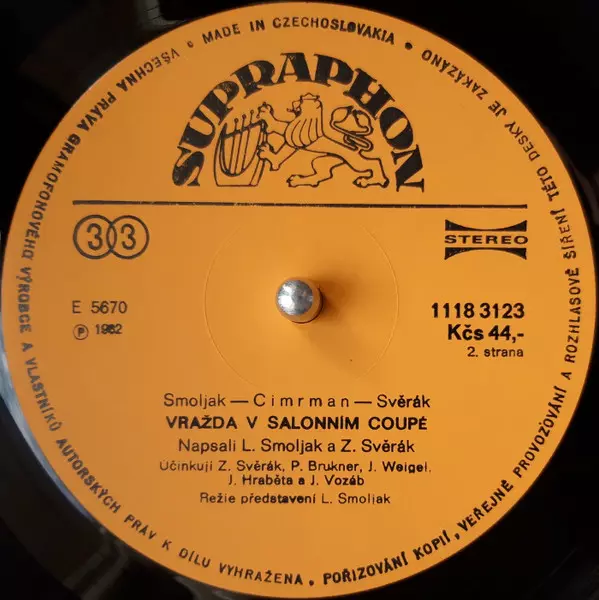 VŠECHNA PRÁVA GRAMOFONOVÉHO VÝROBCE A VLASTNÍKŮ AUTORSKÝCH PRÁV K DÍLU VYHRAŽENA. POŘIZOVÁNÍ KOPIÍ, VEŘEJNÉ PROVOZOVÁNÍ A ROZHLASOVÉ ŠÍŘENÍ TÉTO DESKY JE ZAKÁZÁNO • MADE IN CZECHOSLOVAKIA •
SUPRAPHON
33
STEREO
E 5670
1118 3123
Ⓟ 1982
Kčs 44,-
2. strana
Smoljak — Cimrman — Svěrák
VRAŽDA V SALONNÍM COUPÉ
Napsali L. Smoljak a Z. Svěrák
Účinkují Z. Svěrák, P. Brukner, J. Weigel,
J. Hraběta a J. Vozáb
Režie představení L. Smoljak